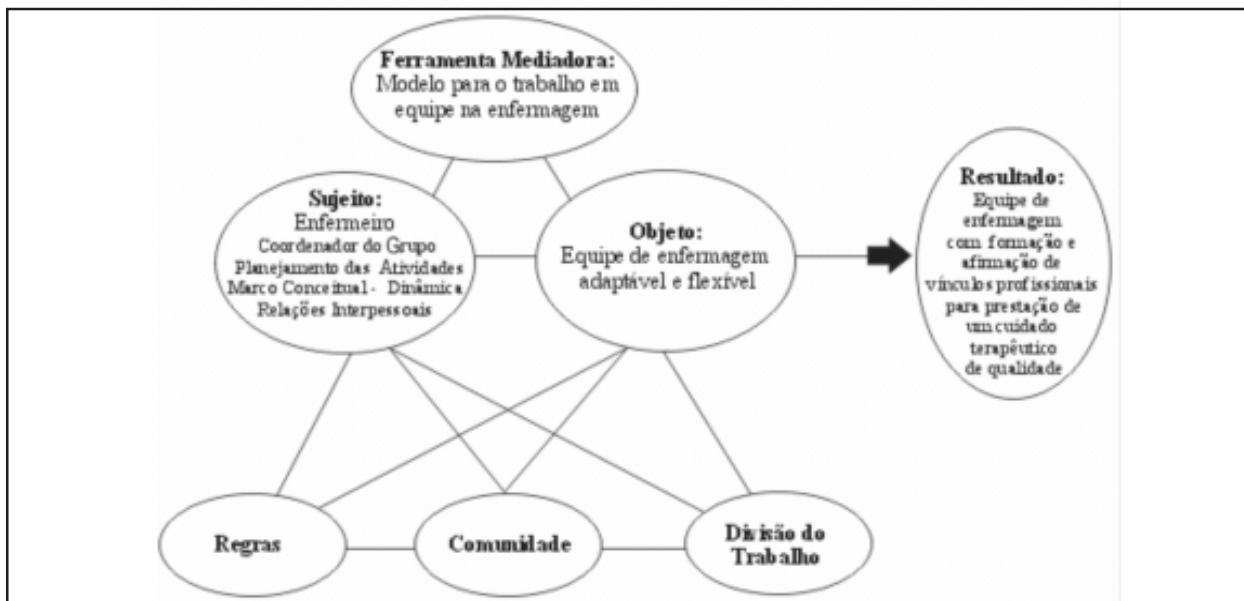 Ferramenta Mediadora:
Modelo para o trabalho em
equipe na enfermagem
Sujeito:
Enfermeiro
Coordenador do Grupo
Planejamento das Atividades
Marco Conceitual - Dinâmica
Relações Interpessoais
Objeto:
Equipe de enfermagem
adaptável e flexível
Resultado:
Equipe de
enfermagem
com formação e
afirmação de
vínculos profissionais
para prestação de
um cuidado
terapêutico
de qualidade
Regras
Comunidade
Divisão do
Trabalho